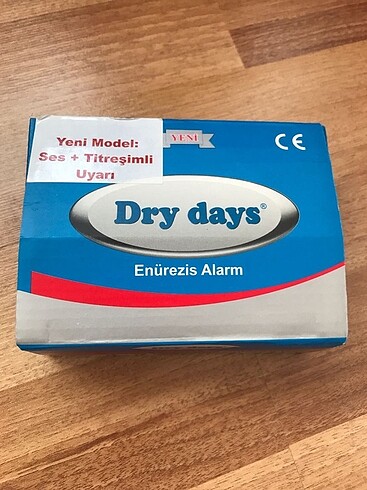 Yeni Model:
Ses + Titreşimli
Uyarı
YENİ
CE
Dry days®
Enürezis Alarm